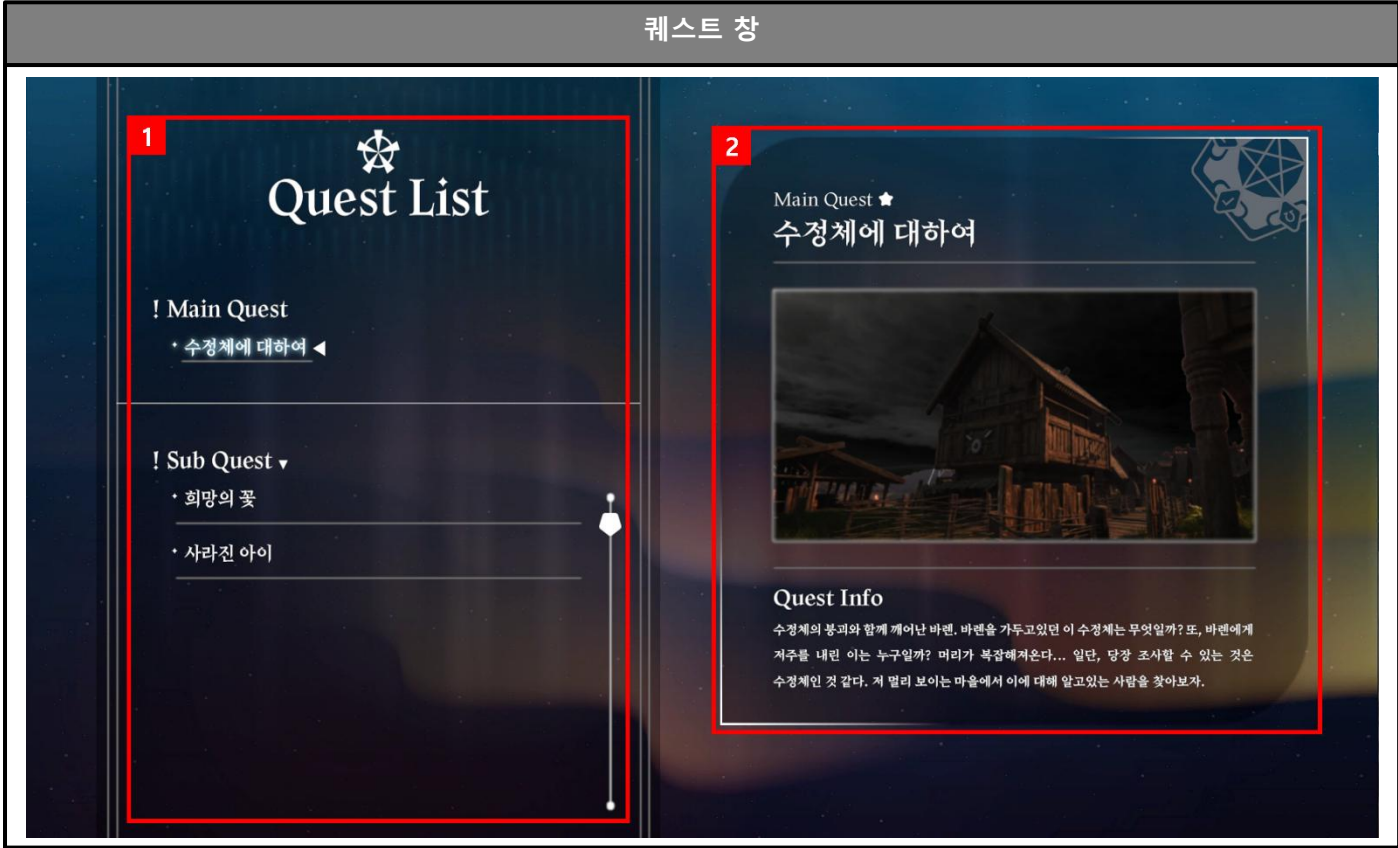 퀘스트 창
1
Quest List
! Main Quest
· 수정체에 대하여 ◀
! Sub Quest ▼
· 희망의 꽃
· 사라진 아이
2
Main Quest
수정체에 대하여
Quest Info
수정체의 붕괴와 함께 깨어난 바렌. 바렌을 가두고있던 이 수정체는 무엇일까? 또, 바렌에게
저주를 내린 이는 누구일까? 머리가 복잡해져온다... 일단, 당장 조사할 수 있는 것은
수정체인 것 같다. 저 멀리 보이는 마을에서 이에 대해 알고있는 사람을 찾아보자.